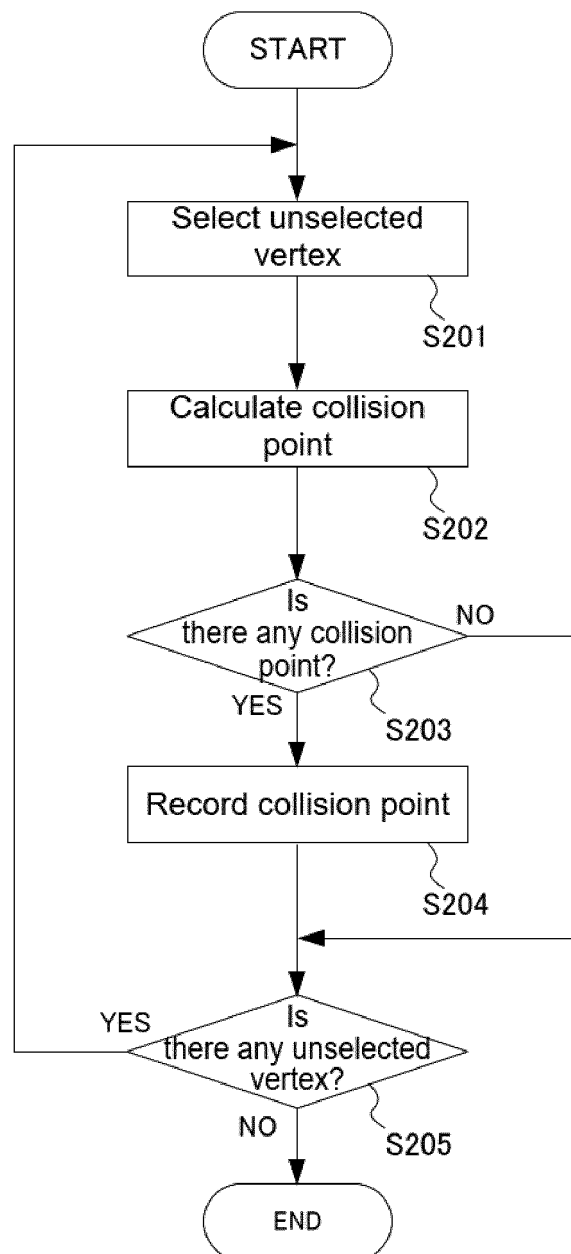 START
Select unselected
vertex
S201
Calculate collision
point
S202
Is
there any collision
point?
NO
YES
S203
Record collision point
S204
YES
Is
there any unselected
vertex?
NO
S205
END